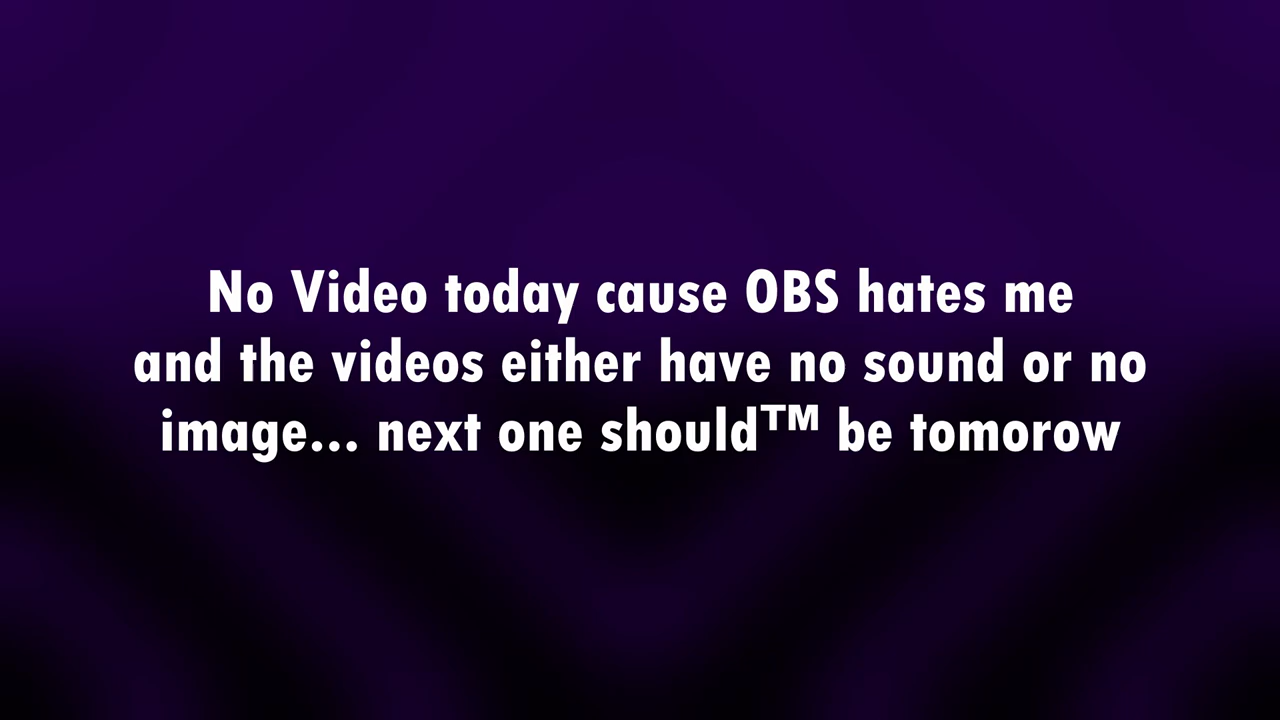 No Video today cause OBS hates me
and the videos either have no sound or no
image... next one should™ be tomorow